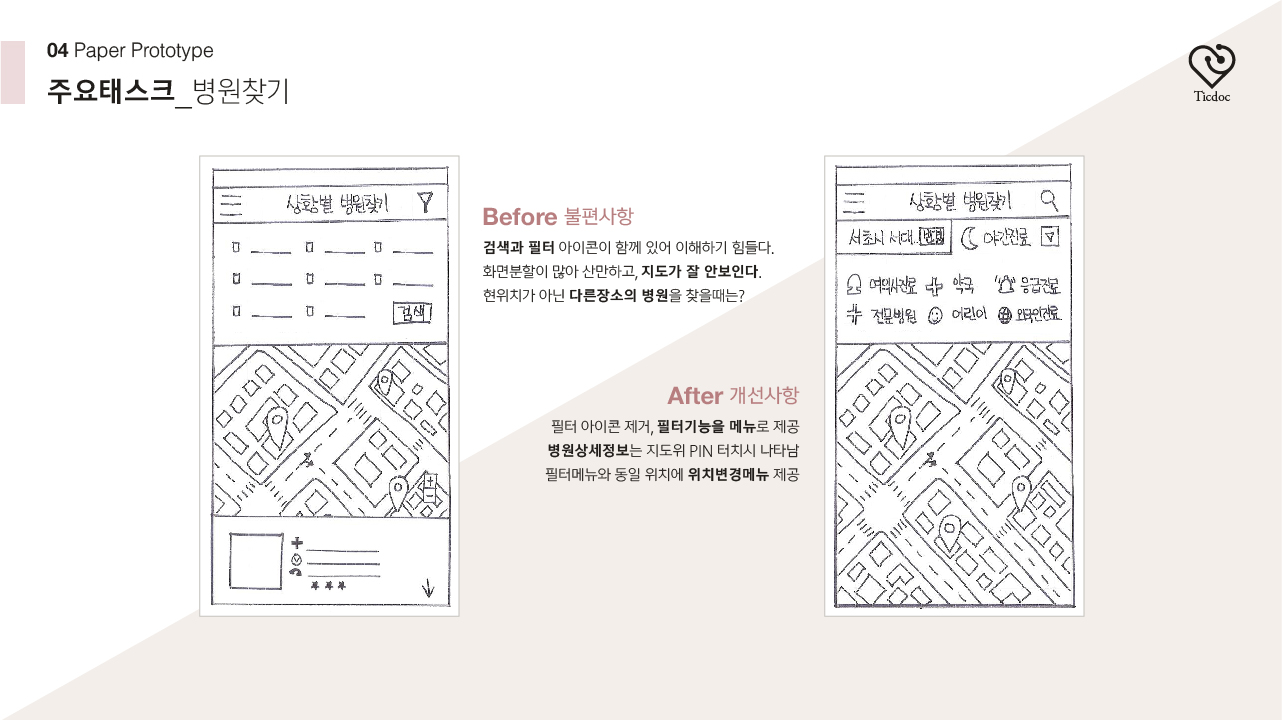 04 Paper Prototype
주요태스크_병원찾기
Ticdoc
상황별 병원찾기
검색
Before 불편사항
검색과 필터 아이콘이 함께 있어 이해하기 힘들다.
화면분할이 많아 산만하고, 지도가 잘 안보인다.
현위치가 아닌 다른장소의 병원을 찾을때는?
After 개선사항
필터 아이콘 제거, 필터기능을 메뉴로 제공
병원상세정보는 지도위 PIN 터치시 나타남
필터메뉴와 동일 위치에 위치변경메뉴 제공
상황별 병원찾기
서초시 서대 야간진료
여의사진료 약국 응급진료
전문병원 어린이 외국인진료